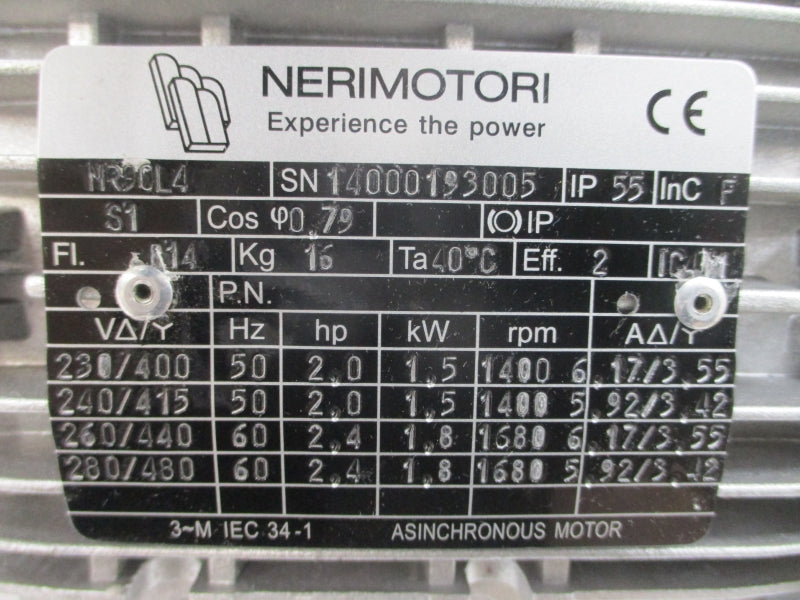 NERIMOTORI
Experience the power
CE
NR90L4 SN 14000193005 IP 55 InC F
S1 Cos φ 0.79 IP
Fl. B14 Kg 16 Ta 40°C Eff. 2
P.N.
VΔ/Y Hz hp kW rpm AΔ/Y
230/400 50 2.0 1.5 1400 6.17/3.55
240/415 50 2.0 1.5 1400 5.92/3.42
260/440 60 2.4 1.8 1680 6.17/3.55
280/480 60 2.4 1.8 1680 5.92/3.42
3~M IEC 34-1 ASINCHRONOUS MOTOR